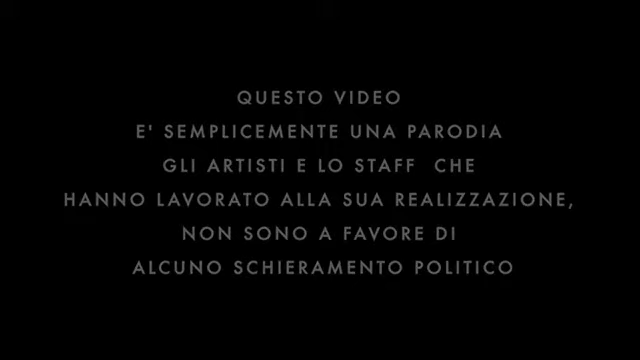 QUESTO VIDEO
E' SEMPLICEMENTE UNA PARODIA
GLI ARTISTI E LO STAFF CHE
HANNO LAVORATO ALLA SUA REALIZZAZIONE,
NON SONO A FAVORE DI
ALCUNO SCHIERAMENTO POLITICO